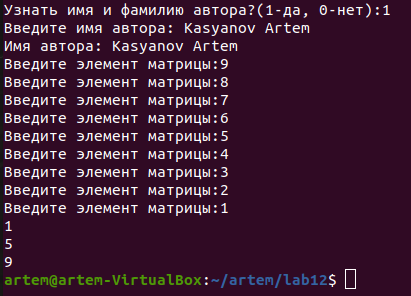 Узнать имя и фамилию автора?(1-да, 0-нет):1
Введите имя автора: Kasyanov Artem
Имя автора: Kasyanov Artem
Введите элемент матрицы:9
Введите элемент матрицы:8
Введите элемент матрицы:7
Введите элемент матрицы:6
Введите элемент матрицы:5
Введите элемент матрицы:4
Введите элемент матрицы:3
Введите элемент матрицы:2
Введите элемент матрицы:1
1
5
9
artem@artem-VirtualBox:~/artem/lab12$